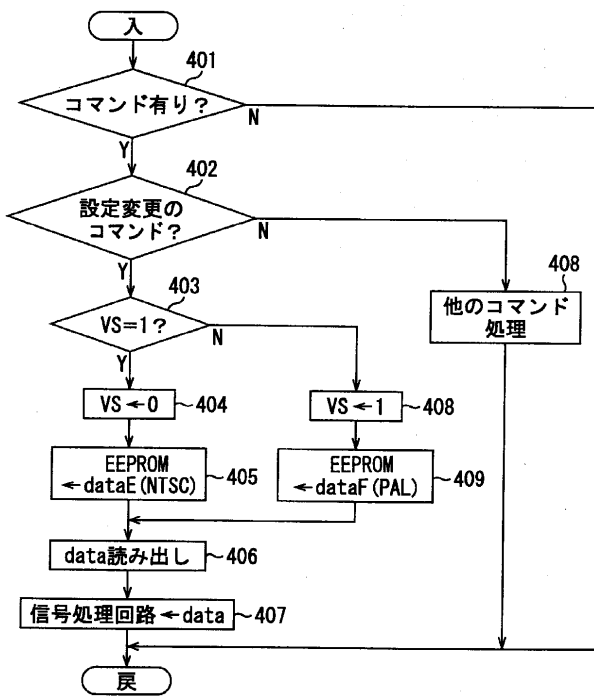 入
401
コマンド有り？
N
Y
402
設定変更の
コマンド？
N
Y
403
VS=1？
N
Y
408
他のコマンド
処理
VS←0
404
VS←1
408
EEPROM
←dataE(NTSC)
405
EEPROM
←dataF(PAL)
409
data読み出し
406
信号処理回路←data
407
戻